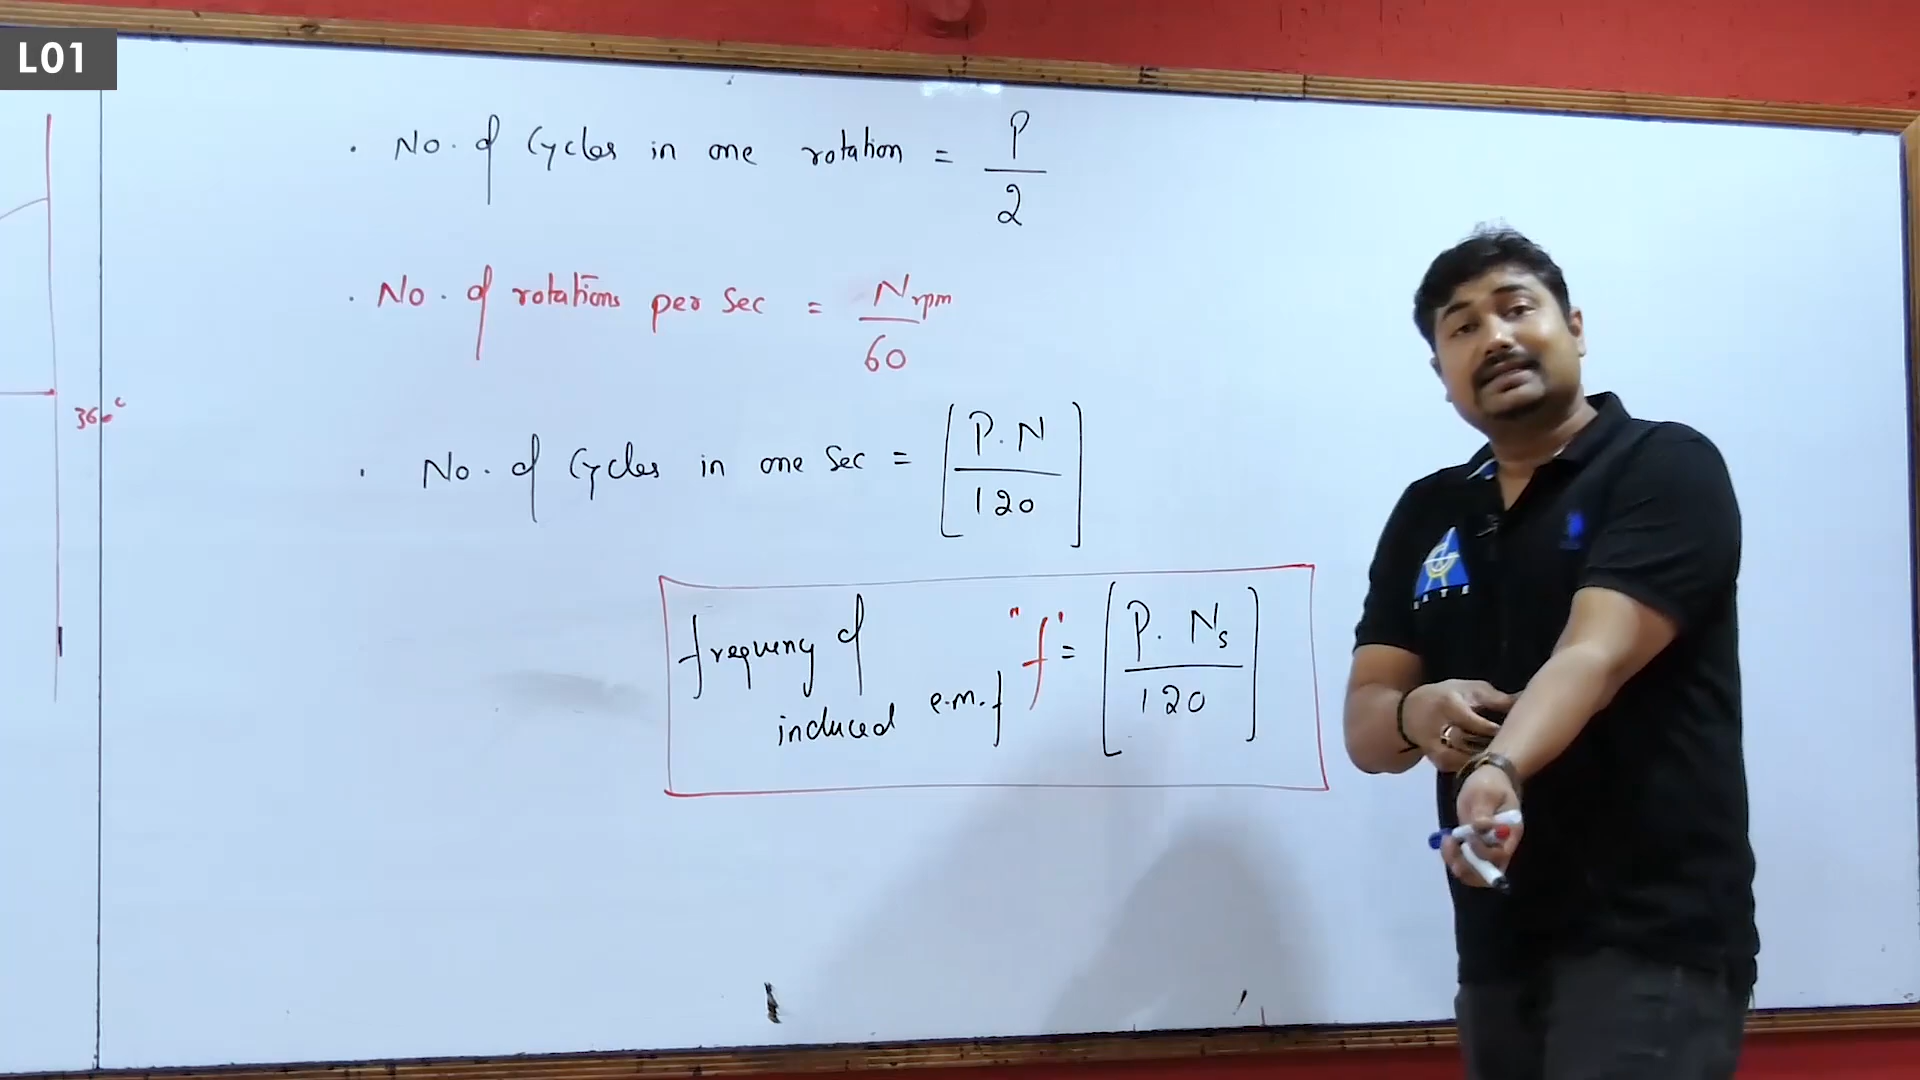 L01
. No. of Cycles in one rotation = P/2
. No. of rotations per sec = Nrpm/60
360°
. No. of Cycles in one sec = [P.N/120]
frequency of induced e.m.f "f" = [P. Ns/120]